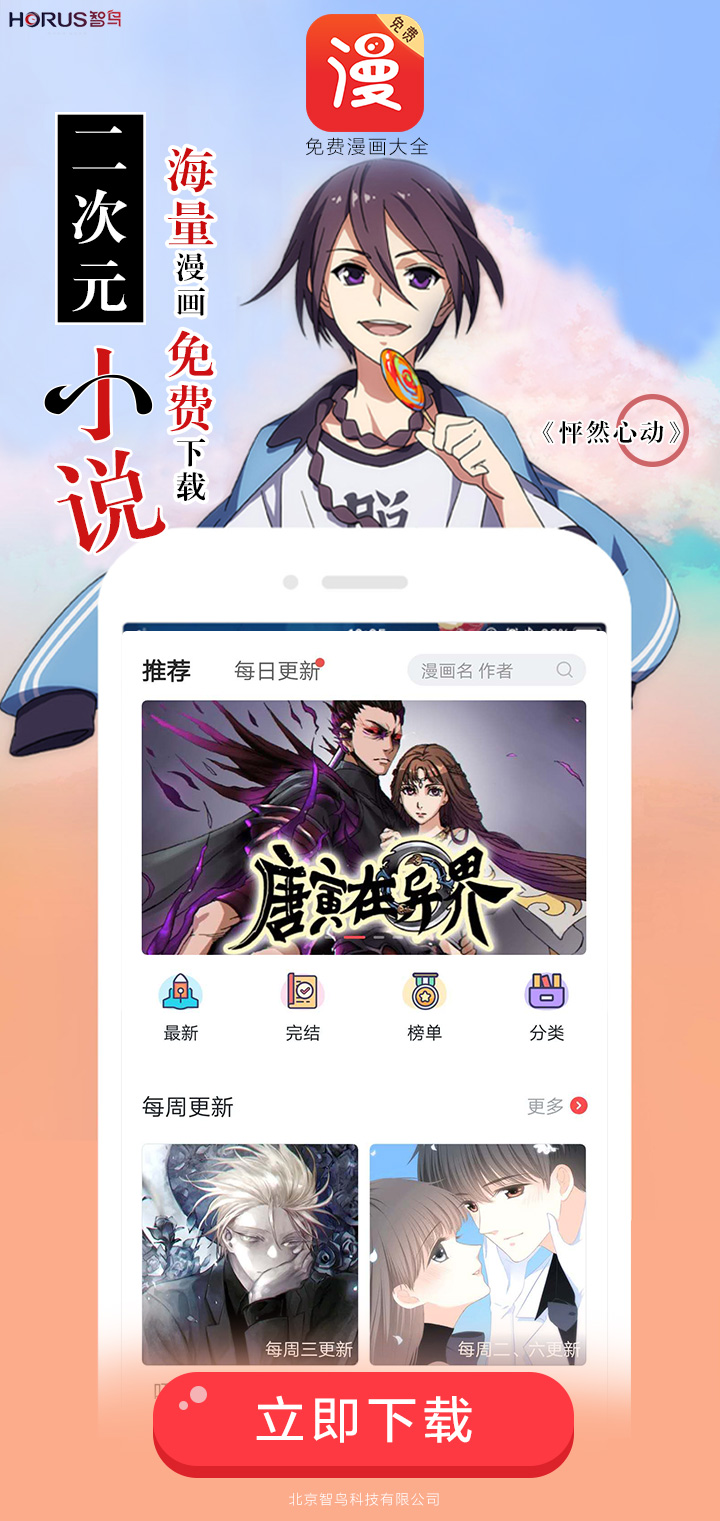 HORUS智鸟
免费
漫
免费漫画大全
二次元
小说
海量漫画免费下载
《怦然心动》
推荐
每日更新
漫画名 作者
唐寅在异界
最新
完结
榜单
分类
每周更新
更多
每周三更新
每周二、六更新
立即下载
北京智鸟科技有限公司